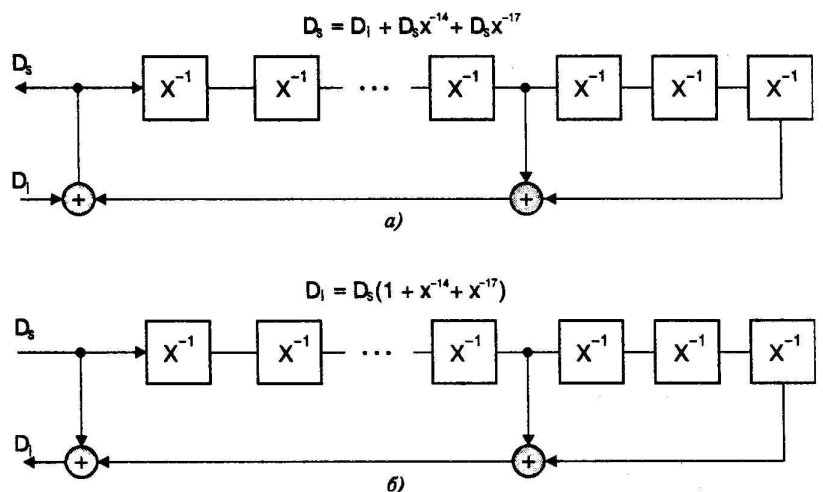 Dₛ = Dᵢ + Dₛx⁻¹⁴ + Dₛx⁻¹⁷
Dₛ
X⁻¹ X⁻¹ ··· X⁻¹ X⁻¹ X⁻¹ X⁻¹
Dᵢ
+ +
а)
Dᵢ = Dₛ(1 + x⁻¹⁴ + x⁻¹⁷)
Dₛ
X⁻¹ X⁻¹ ··· X⁻¹ X⁻¹ X⁻¹ X⁻¹
Dᵢ
+ +
б)